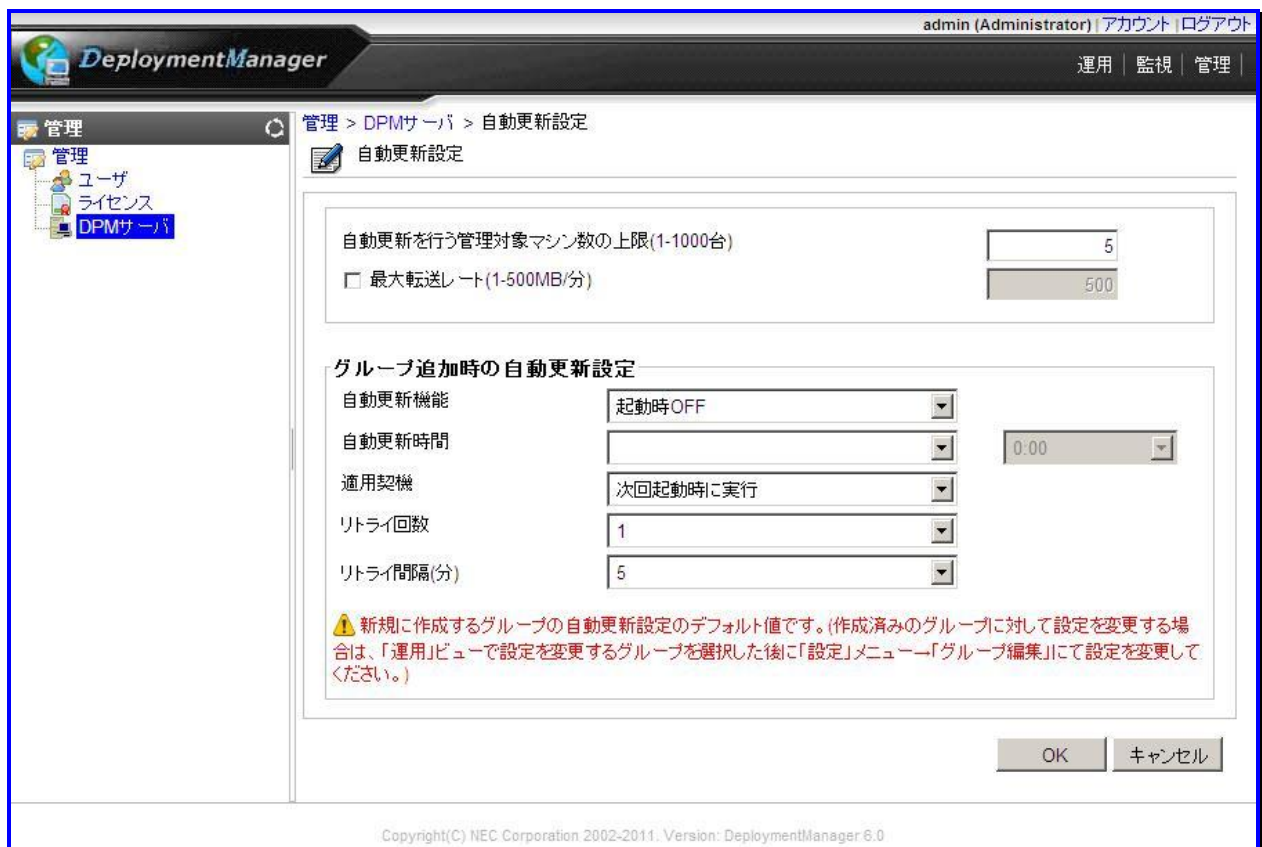 admin (Administrator) | アカウント | ログアウト
DeploymentManager
運用 | 監視 | 管理 |
管理
管理
ユーザ
ライセンス
DPMサーバ
管理 > DPMサーバ > 自動更新設定
自動更新設定
自動更新を行う管理対象マシン数の上限(1-1000台) 5
最大転送レート(1-500MB/分) 500
グループ追加時の自動更新設定
自動更新機能 起動時OFF
自動更新時間 0:00
適用契機 次回起動時に実行
リトライ回数 1
リトライ間隔(分) 5
新規に作成するグループの自動更新設定のデフォルト値です。(作成済みのグループに対して設定を変更する場
合は、「運用」ビューで設定を変更するグループを選択した後に「設定」メニュー→「グループ編集」にて設定を変更して
ください。)
OK キャンセル
Copyright(C) NEC Corporation 2002-2011. Version: DeploymentManager 6.0